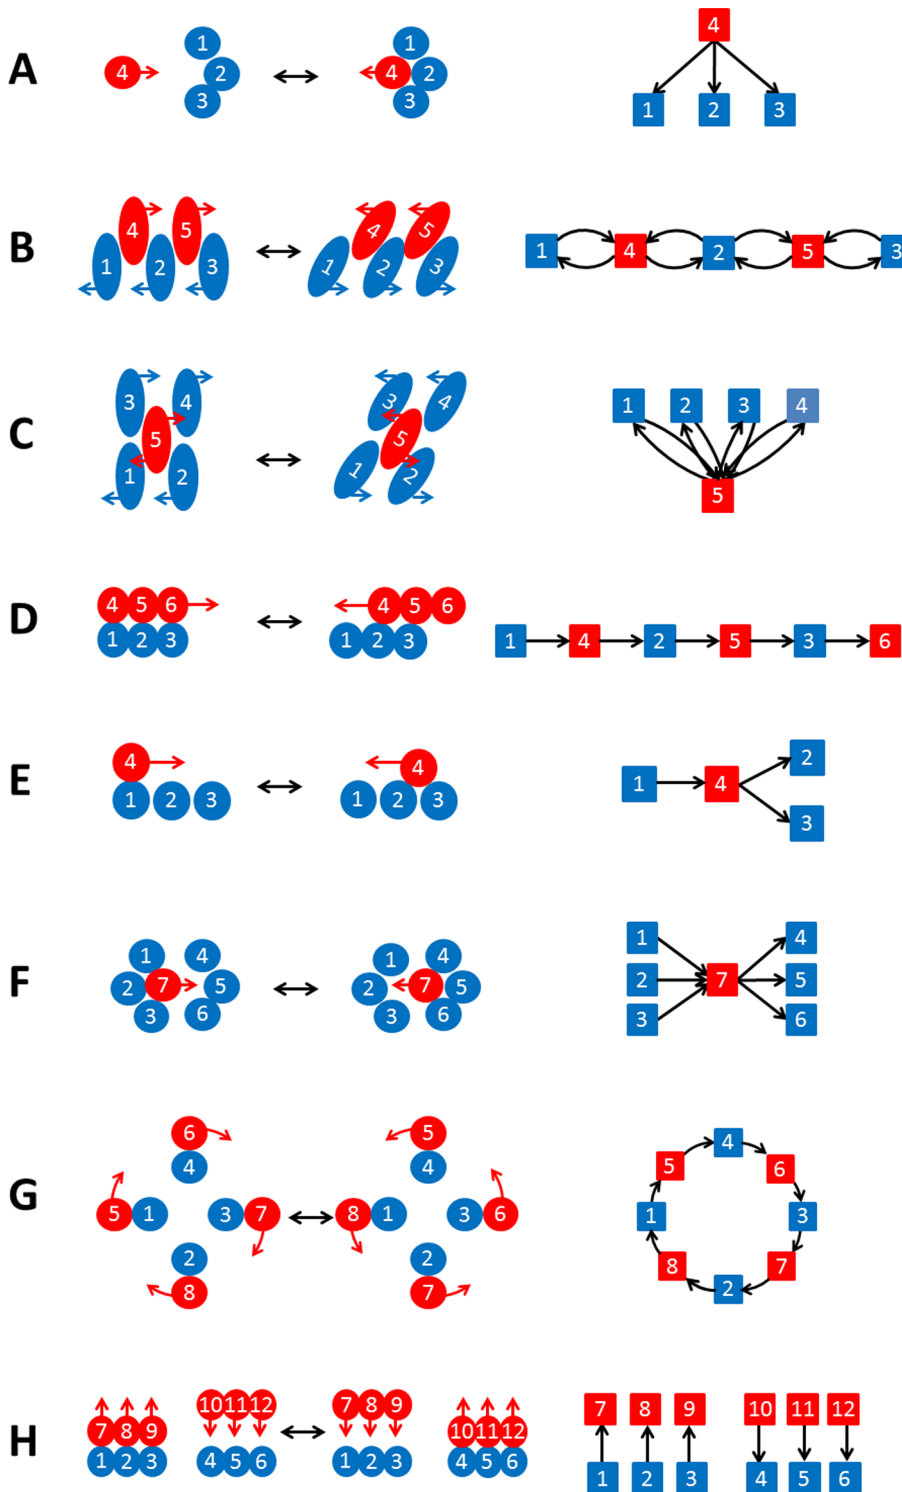 A
4 1 2 3 1 4 2 3 4
1 2 3
B
4 5 1 2 3
4 5 1 2 3
1 4 2 5 3
C
3 4 5 1 2
3 4 5 1 2
1 2 3 4
5
D
4 5 6 4 5 6
1 2 3 1 2 3
1 4 2 5 3 6
E
4 4
1 2 3 1 2 3
1 4 2
3
F
1 4 1 4
2 7 5 2 7 5
3 6 3 6
1 4
2 7 5
3 6
G
6 5
4 4
5 1 3 7 8 1 3 6
2 2
8 7
4
5 6
1 3
8 7
2
H
7 8 9 10 11 12 7 8 9 10 11 12
1 2 3 4 5 6 1 2 3 4 5 6
7 8 9 10 11 12
1 2 3 4 5 6